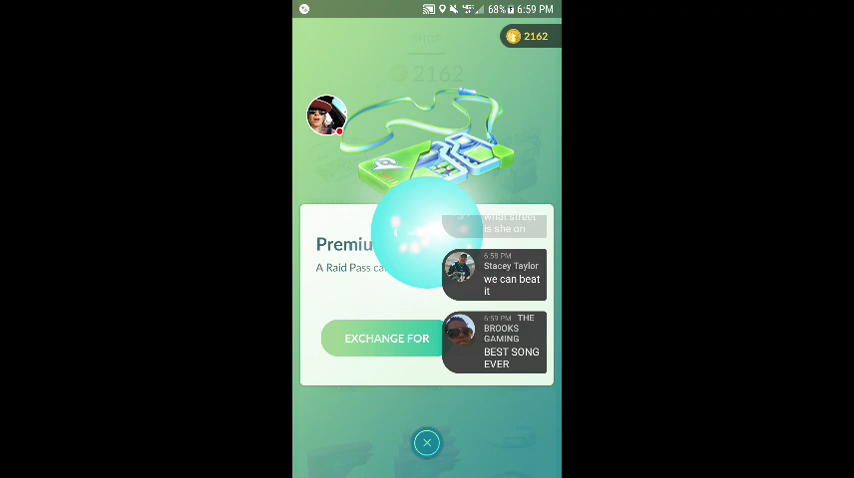 68% 6:59 PM
2162
SHOP
2162
what street
is she on
Premiu
A Raid Pass ca
6:58 PM
Stacey Taylor
we can beat
it
6:59 PM THE
BROOKS
GAMING
BEST SONG
EVER
EXCHANGE FOR